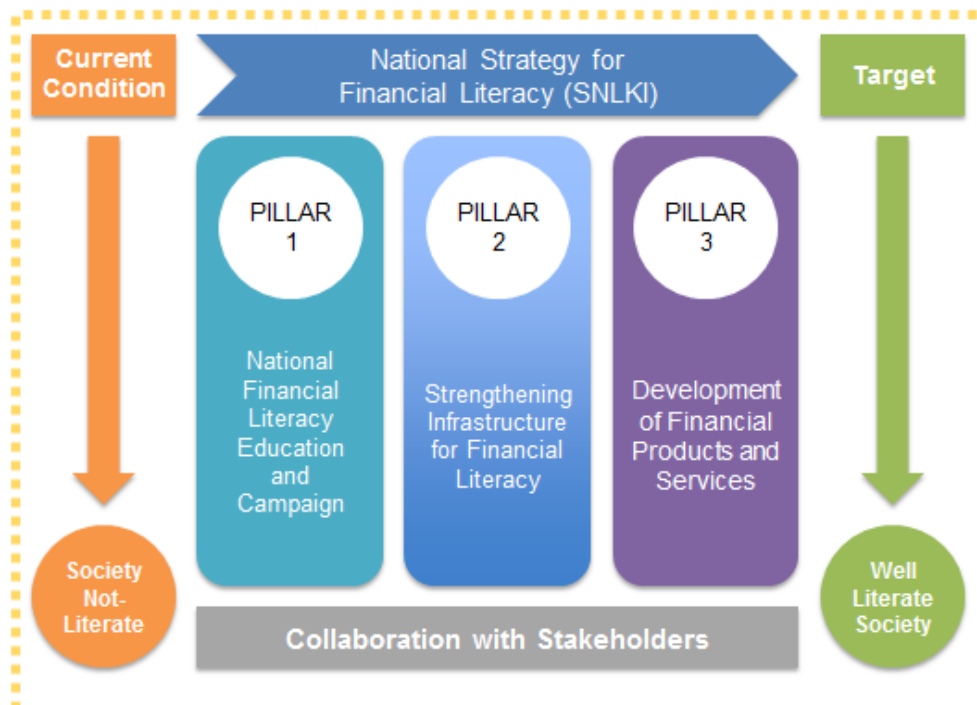 Current
Condition
National Strategy for
Financial Literacy (SNLKI)
Target
PILLAR
1
National
Financial
Literacy
Education
and
Campaign
PILLAR
2
Strengthening
Infrastructure
for Financial
Literacy
PILLAR
3
Development
of Financial
Products and
Services
Society
Not-
Literate
Well
Literate
Society
Collaboration with Stakeholders